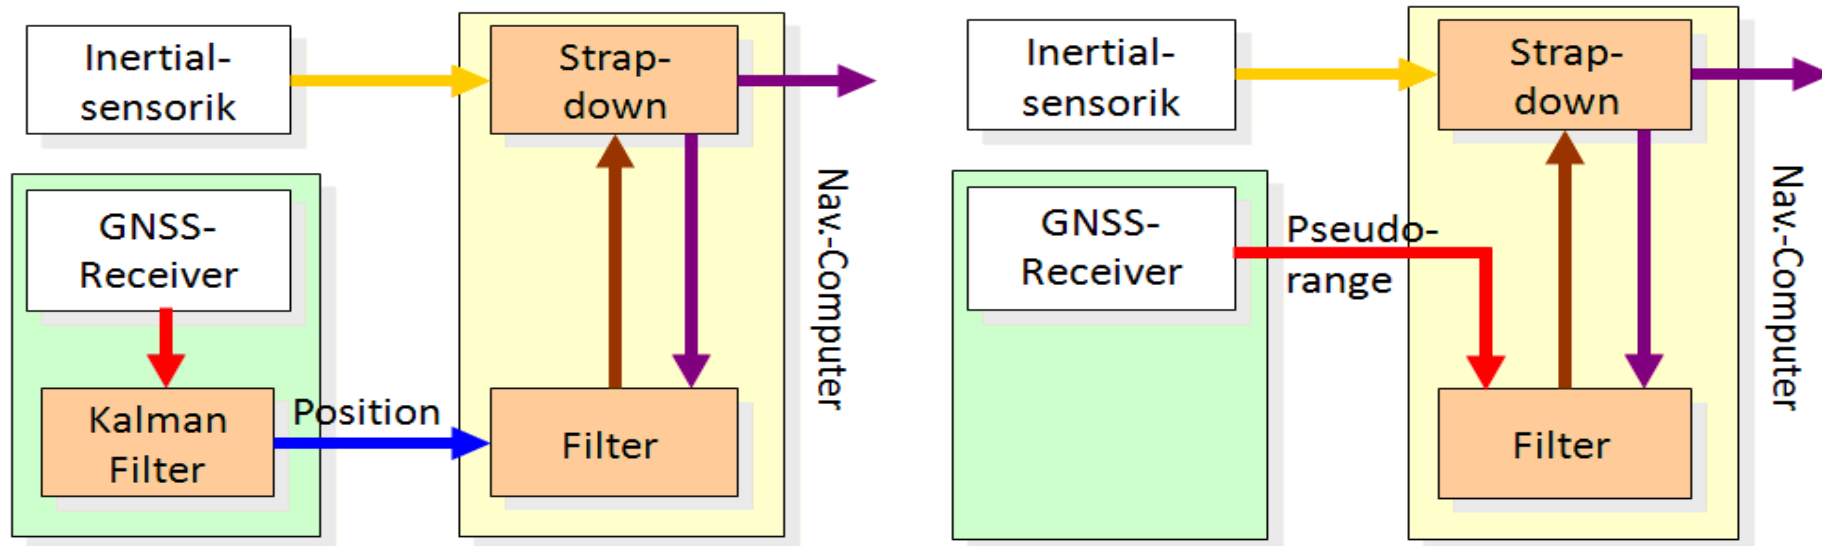 Inertial-
sensorik
Strap-
down
GNSS-
Receiver
Kalman
Filter
Position
Filter
Nav.-Computer
Inertial-
sensorik
Strap-
down
GNSS-
Receiver
Pseudo-
range
Filter
Nav.-Computer